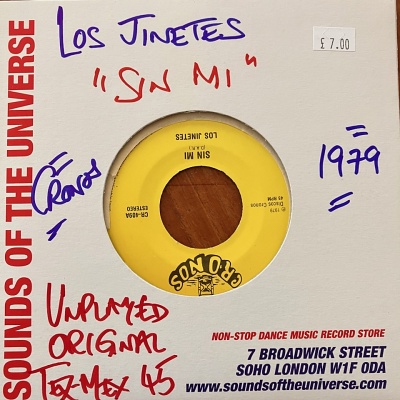 SOUNDS OF THE UNIVERSE
LOS JINETES
"SIN MI"
£7.00
= 1979 =
= CRONOS =
SIN MI
(D.A.R.)
LOS JINETES
CR-409A
ESTEREO
℗ 1979
Discos Cronos
45 RPM
CRONOS
UNPLAYED
ORIGINAL
TEX MEX 45
NON-STOP DANCE MUSIC RECORD STORE
7 BROADWICK STREET
SOHO LONDON W1F 0DA
www.soundsoftheuniverse.com